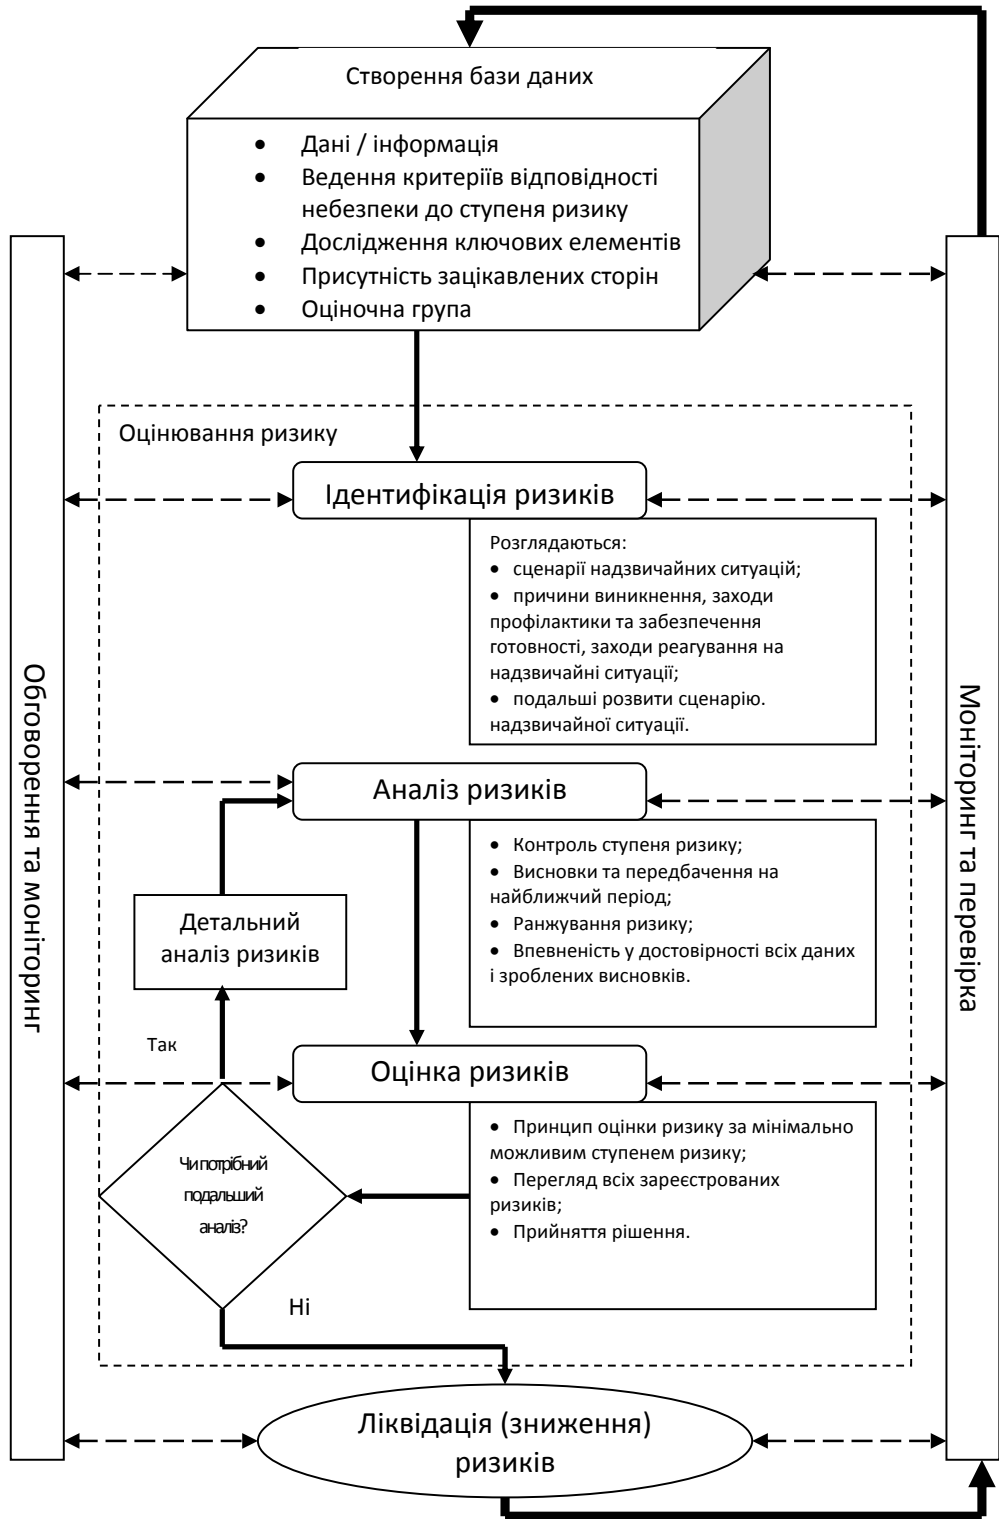 Створення бази даних
• Дані / інформація
• Ведення критеріїв відповідності
небезпеки до ступеня ризику
• Дослідження ключових елементів
• Присутність зацікавлених сторін
• Оціночна група
Обговорення та моніторинг
Моніторинг та перевірка
Оцінювання ризику
Ідентифікація ризиків
Розглядаються:
• сценарії надзвичайних ситуацій;
• причини виникнення, заходи
профілактики та забезпечення
готовності, заходи реагування на
надзвичайні ситуації;
• подальші розвити сценарію.
надзвичайної ситуації.
Аналіз ризиків
• Контроль ступеня ризику;
• Висновки та передбачення на
найближчий період;
• Ранжування ризику;
• Впевненість у достовірності всіх даних
і зроблених висновків.
Детальний
аналіз ризиків
Так
Оцінка ризиків
• Принцип оцінки ризику за мінімально
можливим ступенем ризику;
• Перегляд всіх зареєстрованих
ризиків;
• Прийняття рішення.
Чи потрібний
подальший
аналіз?
Ні
Ліквідація (зниження)
ризиків